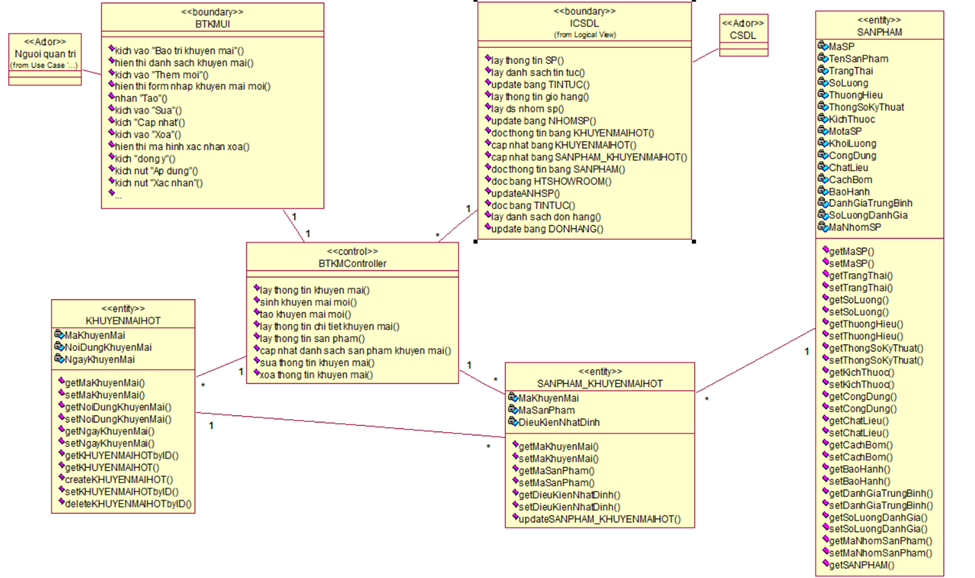 <<Actor>>
Nguoi quan tri
(from Use Case '...)
<<boundary>>
BTKMUI
kich vao "Bao tri khuyen mai"()
hien thi danh sach khuyen mai()
kich vao "Them moi"()
hien thi form nhap khuyen mai moi()
nhan "Tao"()
kich vao "Sua"()
kich "Cap nhat"()
kich vao "Xoa"()
hien thi ma hinh xac nhan xoa()
kich "dong y"()
kich nut "Ap dung"()
kich nut "Xac nhan"()
...
<<boundary>>
ICSDL
(from Logical View)
lay thong tin SP()
lay danh sach tin tuc()
update bang TINTUC()
lay thong tin gio hang()
lay ds nhom sp()
update bang NHOMSP()
doc thong tin bang KHUYENMAIHOT()
cap nhat bang KHUYENMAIHOT()
cap nhat bang SANPHAM_KHUYENMAIHOT()
doc thong tin bang SANPHAM()
doc bang HTSHOWROOM()
updateANHSP()
doc bang TINTUC()
lay danh sach don hang()
update bang DONHANG()
<<Actor>>
CSDL
<<entity>>
SANPHAM
MaSP
TenSanPham
TrangThai
SoLuong
ThuongHieu
ThongSoKyThuat
KichThuoc
MotaSP
KhoiLuong
CongDung
ChatLieu
CachBom
BaoHanh
DanhGiaTrungBinh
SoLuongDanhGia
MaNhomSP
getMaSP()
setMaSP()
getTrangThai()
setTrangThai()
getSoLuong()
setSoLuong()
getThuongHieu()
setThuongHieu()
getThongSoKyThuat()
setThongSoKyThuat()
getKichThuoc()
setKichThuoc()
getCongDung()
setCongDung()
getChatLieu()
setChatLieu()
getCachBom()
setCachBom()
getBaoHanh()
setBaoHanh()
getDanhGiaTrungBinh()
setDanhGiaTrungBinh()
getSoLuongDanhGia()
setSoLuongDanhGia()
getMaNhomSanPham()
setMaNhomSanPham()
getSANPHAM()
1
1
1
*
<<control>>
BTKMController
lay thong tin khuyen mai()
sinh khuyen mai moi()
tao khuyen mai moi()
lay thong tin chi tiet khuyen mai()
lay thong tin san pham()
cap nhat danh sach san pham khuyen mai()
sua thong tin khuyen mai()
xoa thong tin khuyen mai()
<<entity>>
KHUYENMAIHOT
MaKhuyenMai
NoiDungKhuyenMai
NgayKhuyenMai
getMaKhuyenMai()
setMaKhuyenMai()
getNoiDungKhuyenMai()
setNoiDungKhuyenMai()
getNgayKhuyenMai()
setNgayKhuyenMai()
getKHUYENMAIHOTbyID()
getKHUYENMAIHOT()
createKHUYENMAIHOT()
setKHUYENMAIHOTbyID()
deleteKHUYENMAIHOTbyID()
1
*
1
*
1
*
1
*
<<entity>>
SANPHAM_KHUYENMAIHOT
MaKhuyenMai
MaSanPham
DieuKienNhatDinh
getMaKhuyenMai()
setMaKhuyenMai()
getMaSanPham()
setMaSanPham()
getDieuKienNhatDinh()
setDieuKienNhatDinh()
updateSANPHAM_KHUYENMAIHOT()